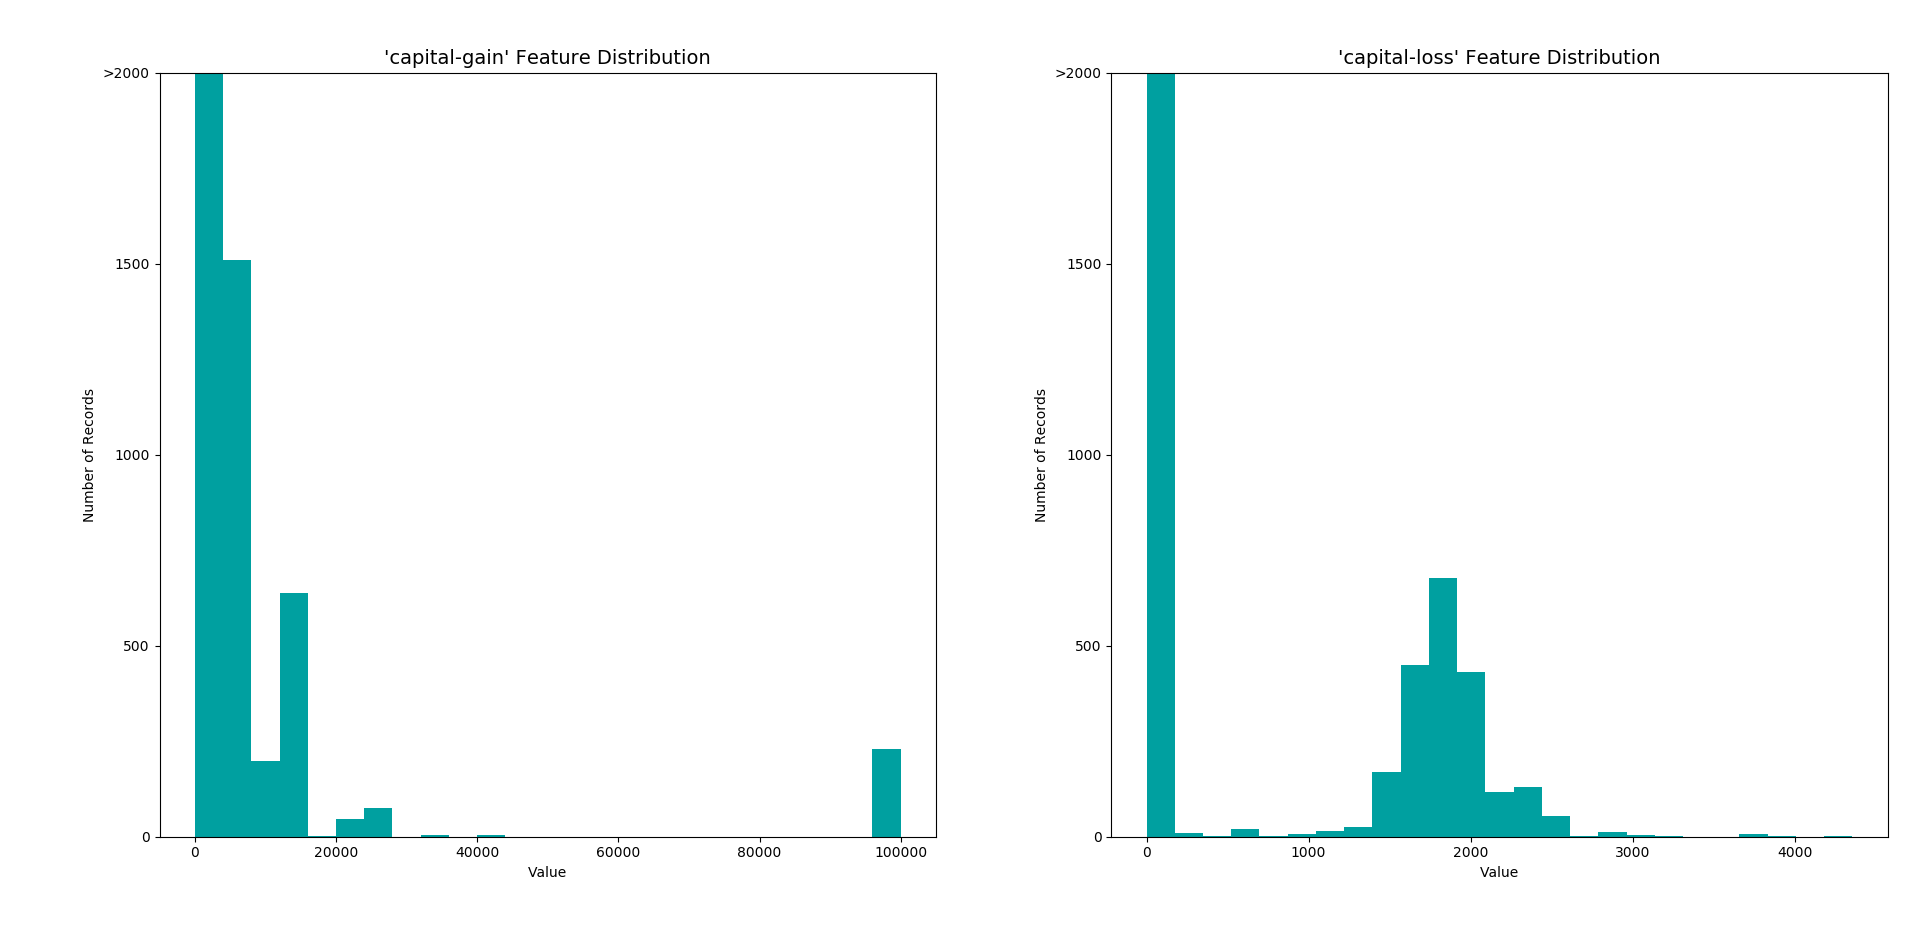 'capital-gain' Feature Distribution
>2000
1500
1000
500
0
Number of Records
0 20000 40000 60000 80000 100000
Value
'capital-loss' Feature Distribution
>2000
1500
1000
500
0
Number of Records
0 1000 2000 3000 4000
Value